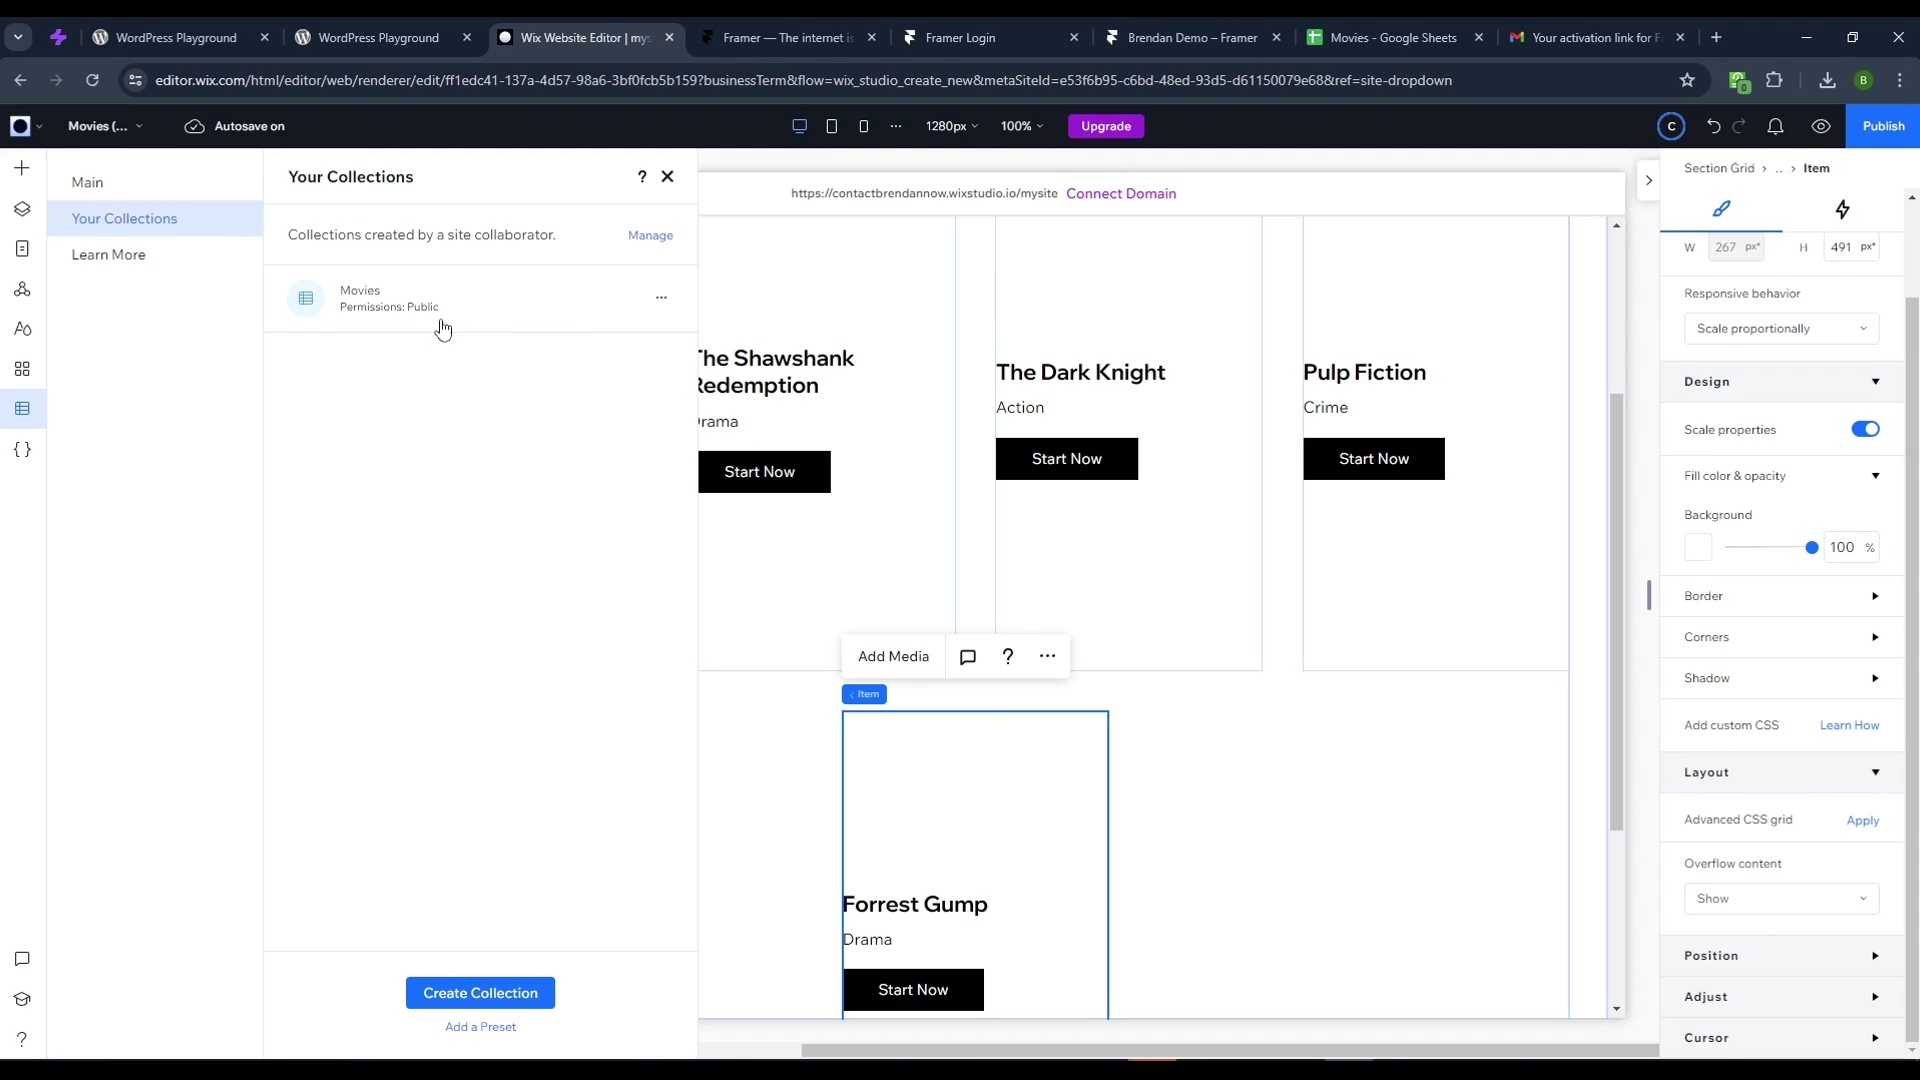 WordPress Playground
WordPress Playground
Wix Website Editor | mys
Framer — The internet is
Framer Login
Brendan Demo – Framer
Movies - Google Sheets
Your activation link for F
editor.wix.com/html/editor/web/renderer/edit/ff1edc41-137a-4d57-98a6-3bf0fcb5b159?businessTerm&flow=wix_studio_create_new&metaSiteId=e53f6b95-c6bd-48ed-93d5-d61150079e68&ref=site-dropdown
0
B
Movies (...
Autosave on
1280px
100%
Upgrade
C
Publish
Main
Your Collections
Learn More
Your Collections
?
Collections created by a site collaborator.
Manage
Movies
Permissions: Public
Create Collection
Add a Preset
https://contactbrendannow.wixstudio.io/mysite Connect Domain
The Shawshank
Redemption
Drama
Start Now
The Dark Knight
Action
Start Now
Pulp Fiction
Crime
Start Now
Add Media
?
< Item
Forrest Gump
Drama
Start Now
Section Grid > .. > Item
W 267 px*
H 491 px*
Responsive behavior
Scale proportionally
Design
Scale properties
Fill color & opacity
Background
100 %
Border
Corners
Shadow
Add custom CSS
Learn How
Layout
Advanced CSS grid
Apply
Overflow content
Show
Position
Adjust
Cursor